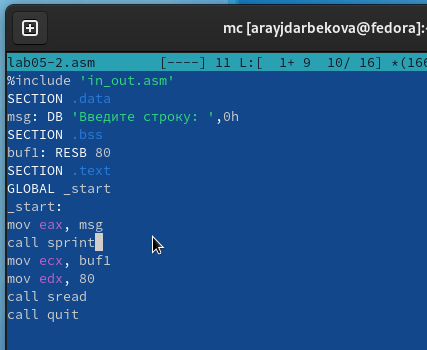 mc [arayjdarbekova@fedora]:
lab05-2.asm [----] 11 L:[ 1+ 9 10/ 16] *(166
%include 'in_out.asm'
SECTION .data
msg: DB 'Введите строку: ',0h
SECTION .bss
buf1: RESB 80
SECTION .text
GLOBAL _start
_start:
mov eax, msg
call sprint
mov ecx, buf1
mov edx, 80
call sread
call quit